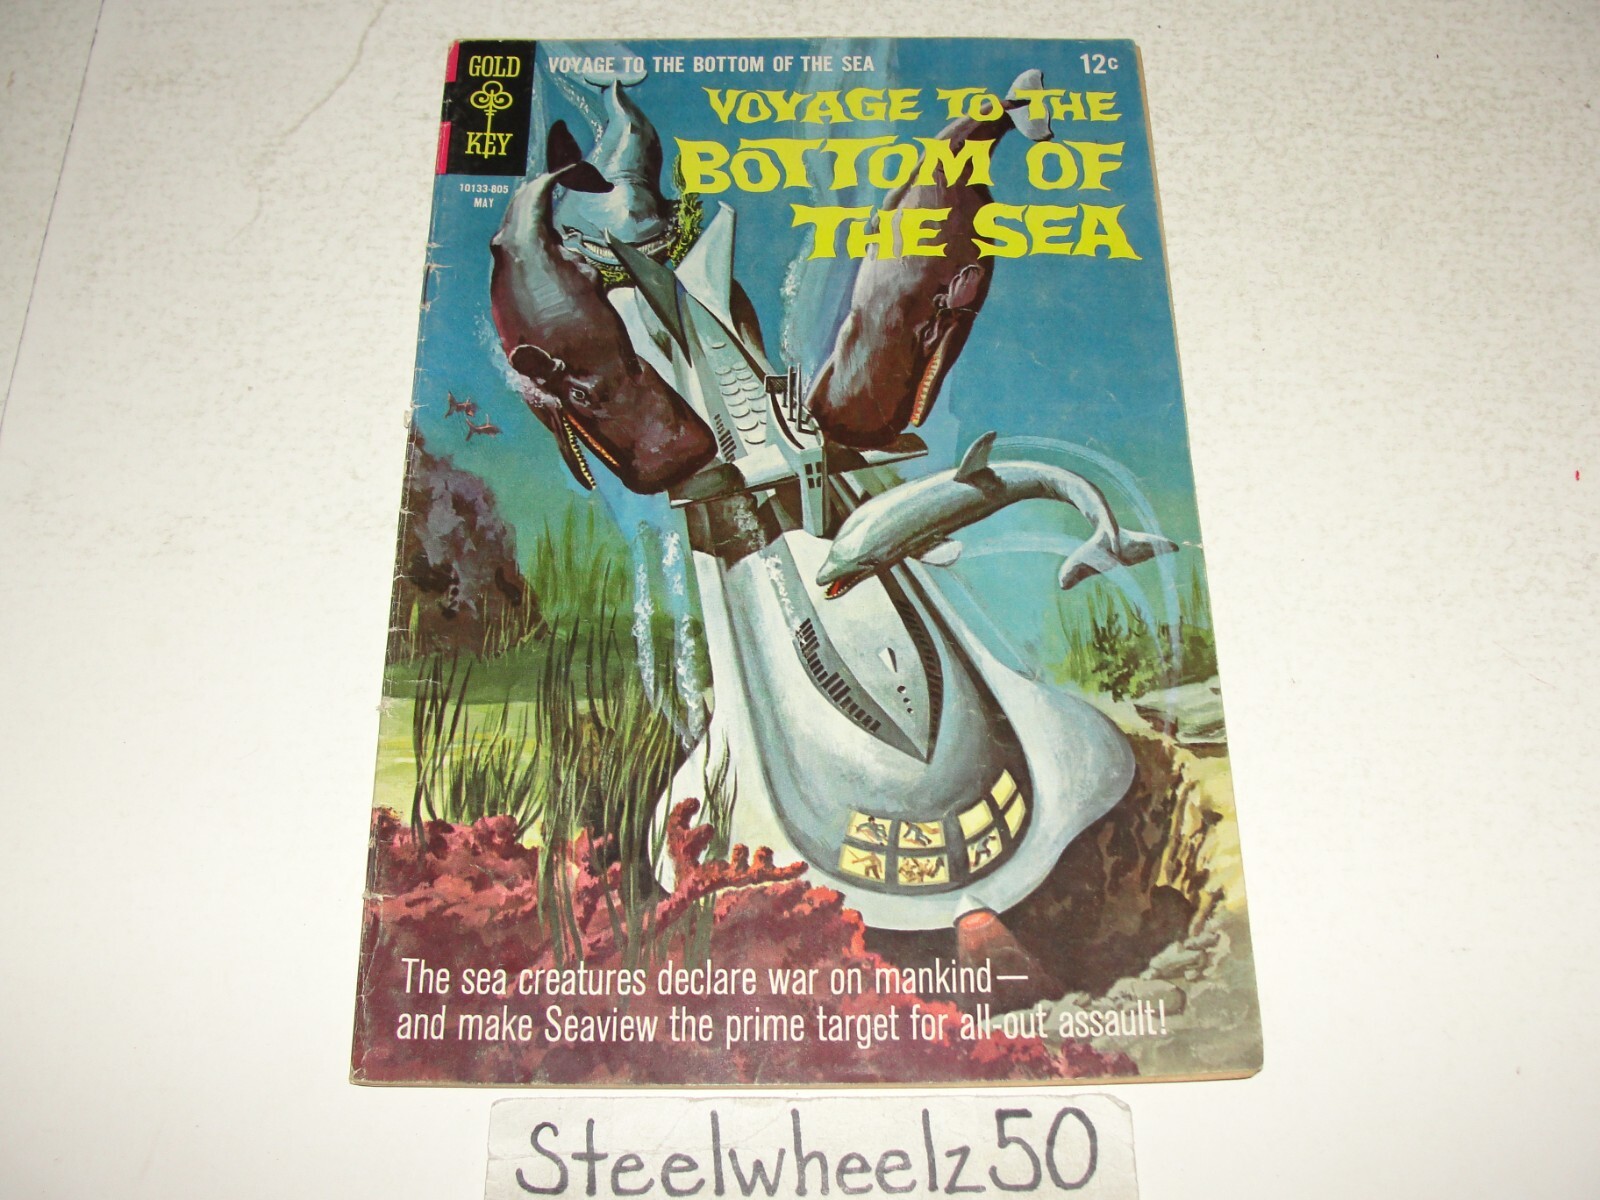 GOLD
KEY
VOYAGE TO THE BOTTOM OF THE SEA
12c
10133-805
MAY
VOYAGE TO THE
BOTTOM OF
THE SEA
The sea creatures declare war on mankind—
and make Seaview the prime target for all-out assault!
Steelwheelz50